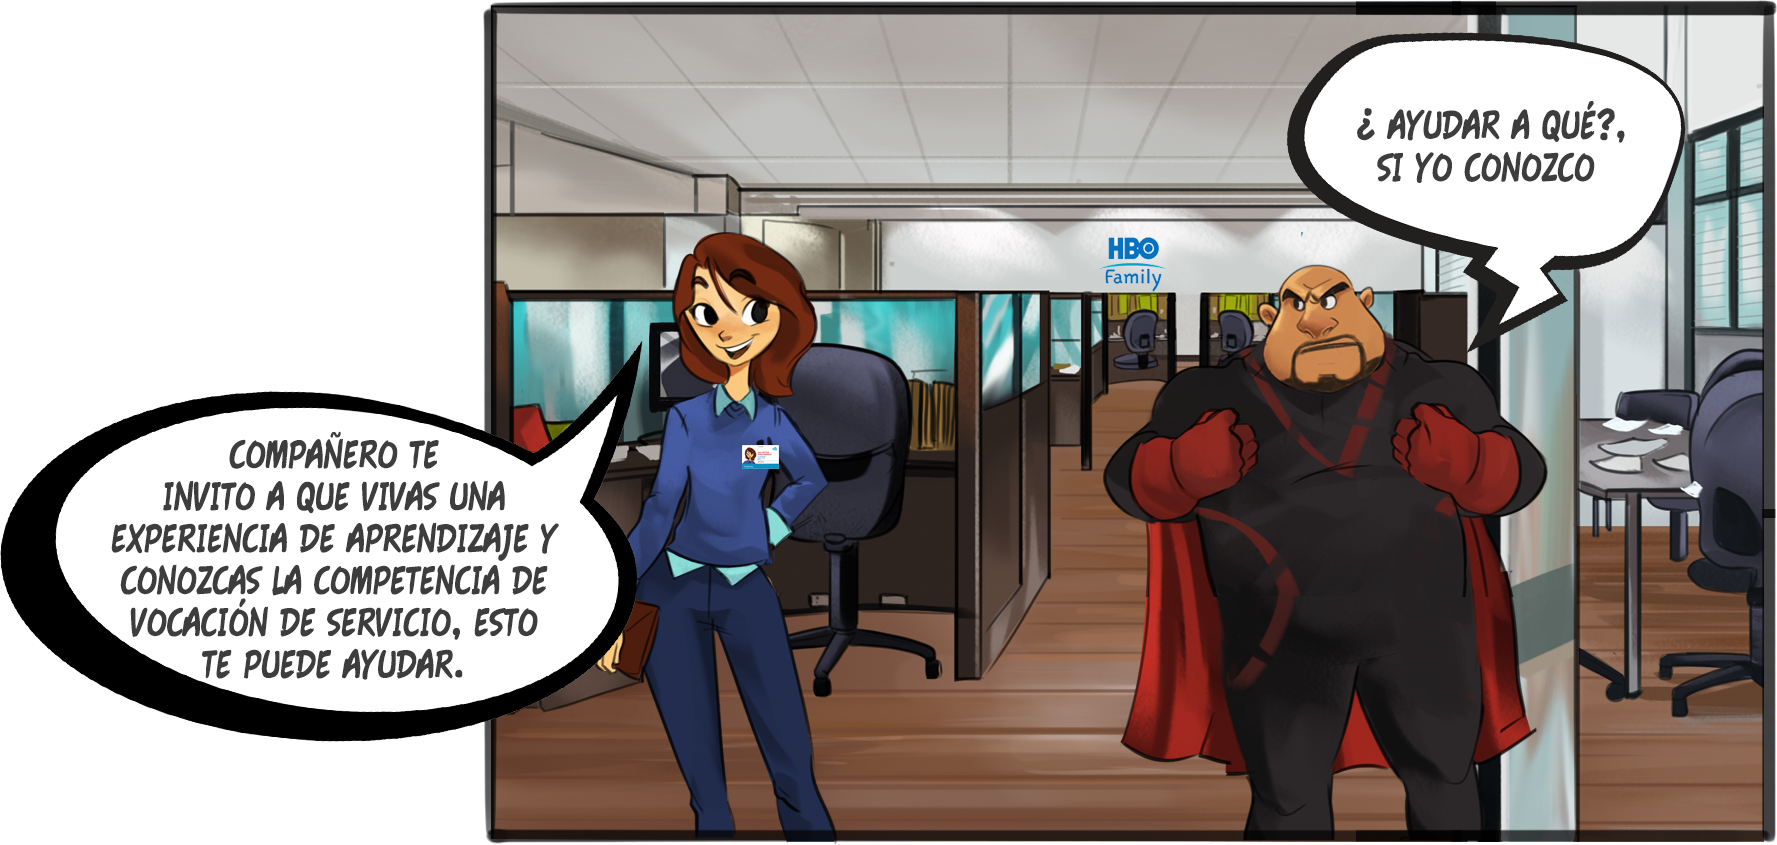 ¿ AYUDAR A QUÉ?,
SI YO CONOZCO
HBO
Family
COMPAÑERO TE
INVITO A QUE VIVAS UNA
EXPERIENCIA DE APRENDIZAJE Y
CONOZCAS LA COMPETENCIA DE
VOCACIÓN DE SERVICIO, ESTO
TE PUEDE AYUDAR.